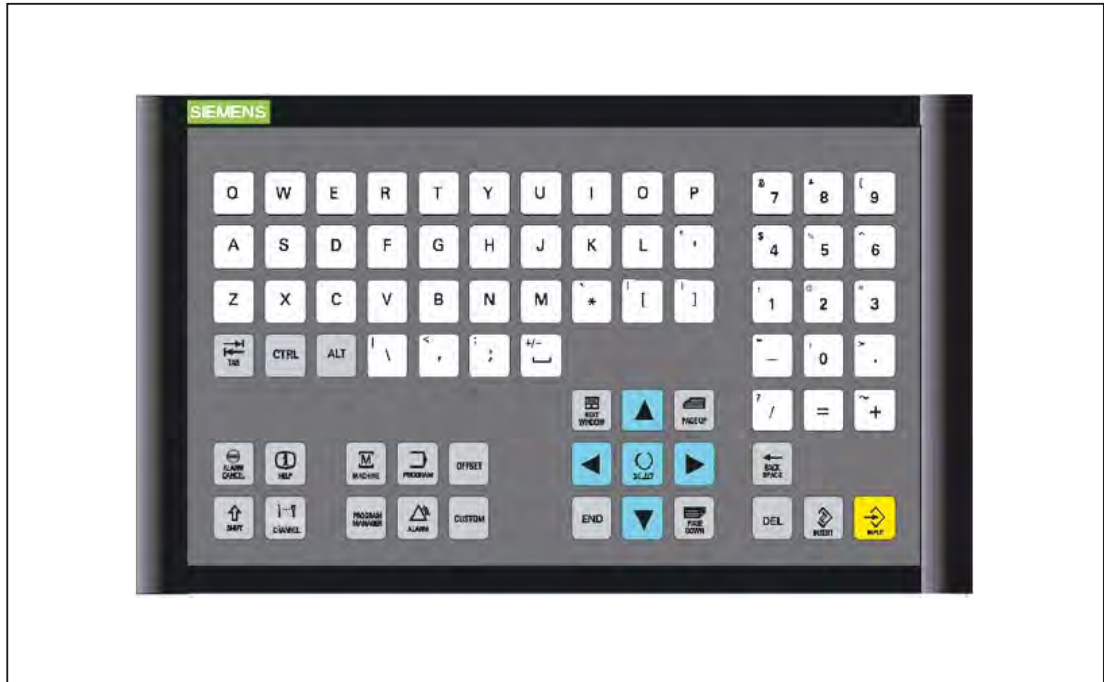 SIEMENS
Q W E R T Y U I O P & 7 * 8 ( 9
A S D F G H J K L " ' $ 4 % 5 ^ 6
Z X C V B N M * [ ] 1 @ 2 # 3
TAB CTRL ALT | \ < , : ; +/- _ 0 > .
NEXT WINDOW PAGE UP ? / = ~ +
ALARM CANCEL HELP M MACHINE PROGRAM OFFSET SELECT BACK SPACE
SHIFT CHANNEL PROGRAM MANAGER ALARM CUSTOM END PAGE DOWN DEL INSERT INPUT